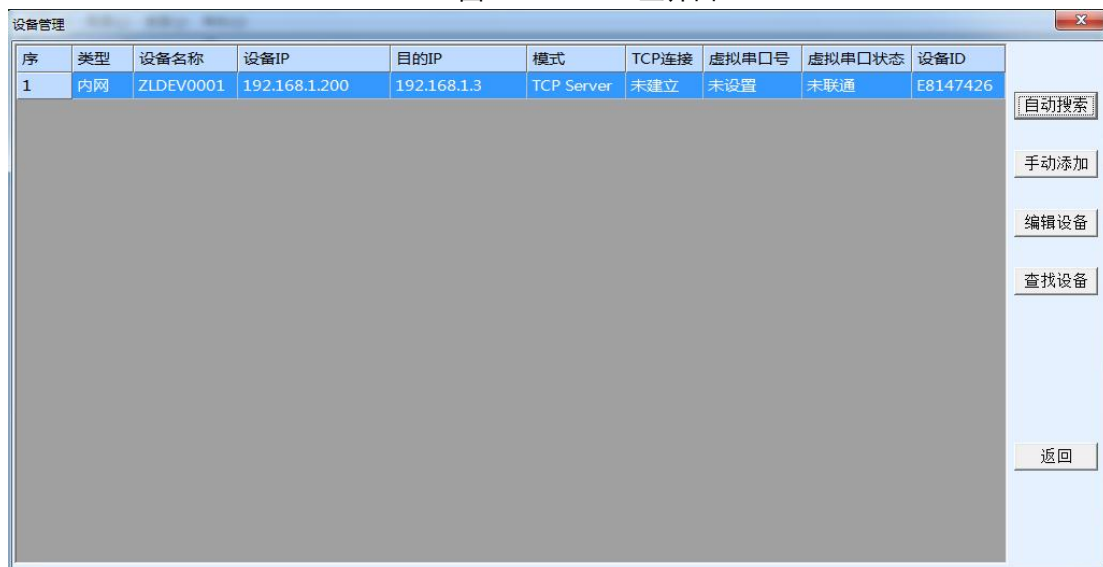 设备管理
序 类型 设备名称 设备IP 目的IP 模式 TCP连接 虚拟串口号 虚拟串口状态 设备ID
1 内网 ZLDEV0001 192.168.1.200 192.168.1.3 TCP Server 未建立 未设置 未联通 E8147426
自动搜索
手动添加
编辑设备
查找设备
返回